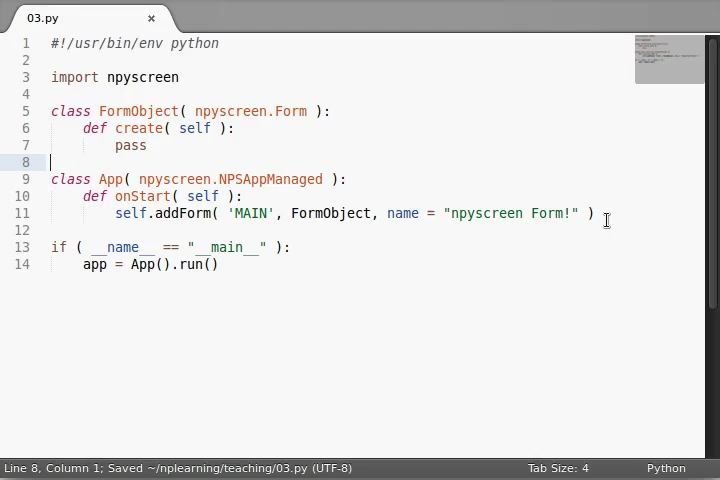 03.py ×
1 #!/usr/bin/env python
2
3 import npyscreen
4
5 class FormObject( npyscreen.Form ):
6     def create( self ):
7         pass
8
9 class App( npyscreen.NPSAppManaged ):
10     def onStart( self ):
11         self.addForm( 'MAIN', FormObject, name = "npyscreen Form!" )
12
13 if ( __name__ == "__main__" ):
14     app = App().run()
Line 8, Column 1; Saved ~/nplearning/teaching/03.py (UTF-8) Tab Size: 4 Python